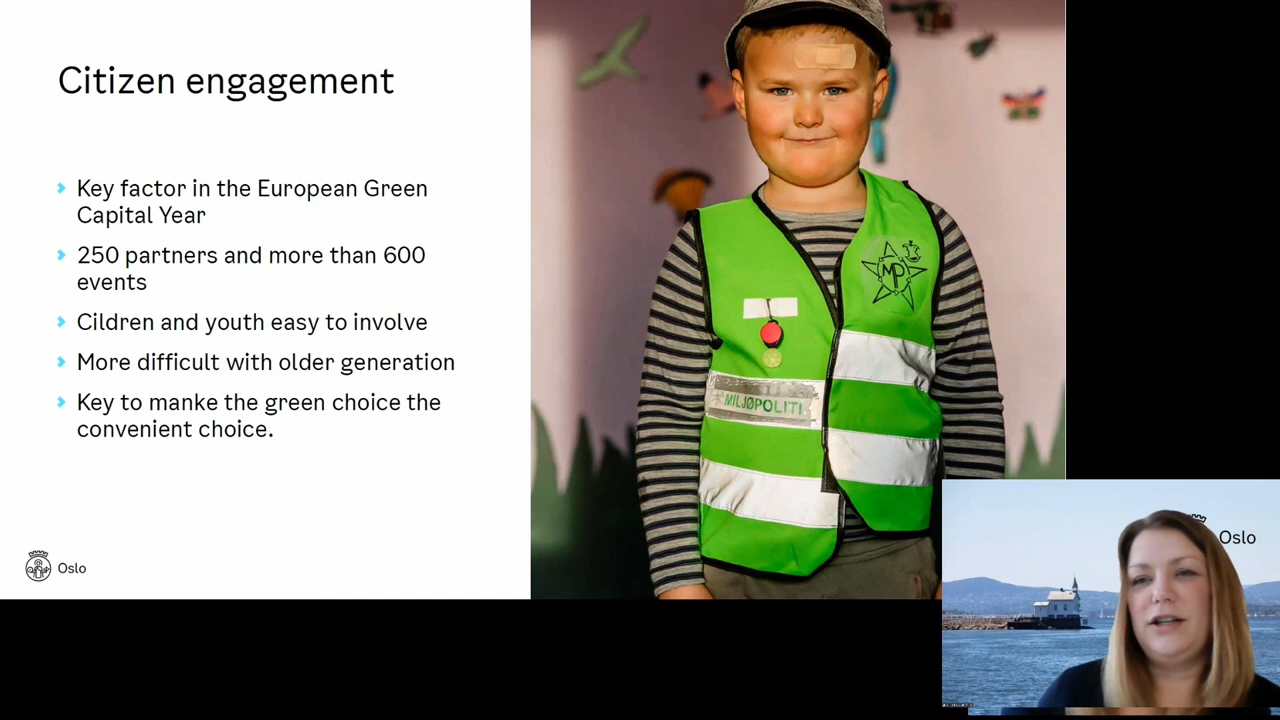 Citizen engagement
Key factor in the European Green
Capital Year
250 partners and more than 600
events
Cildren and youth easy to involve
More difficult with older generation
Key to manke the green choice the
convenient choice.
Oslo
MP
MILJØPOLITI
Oslo